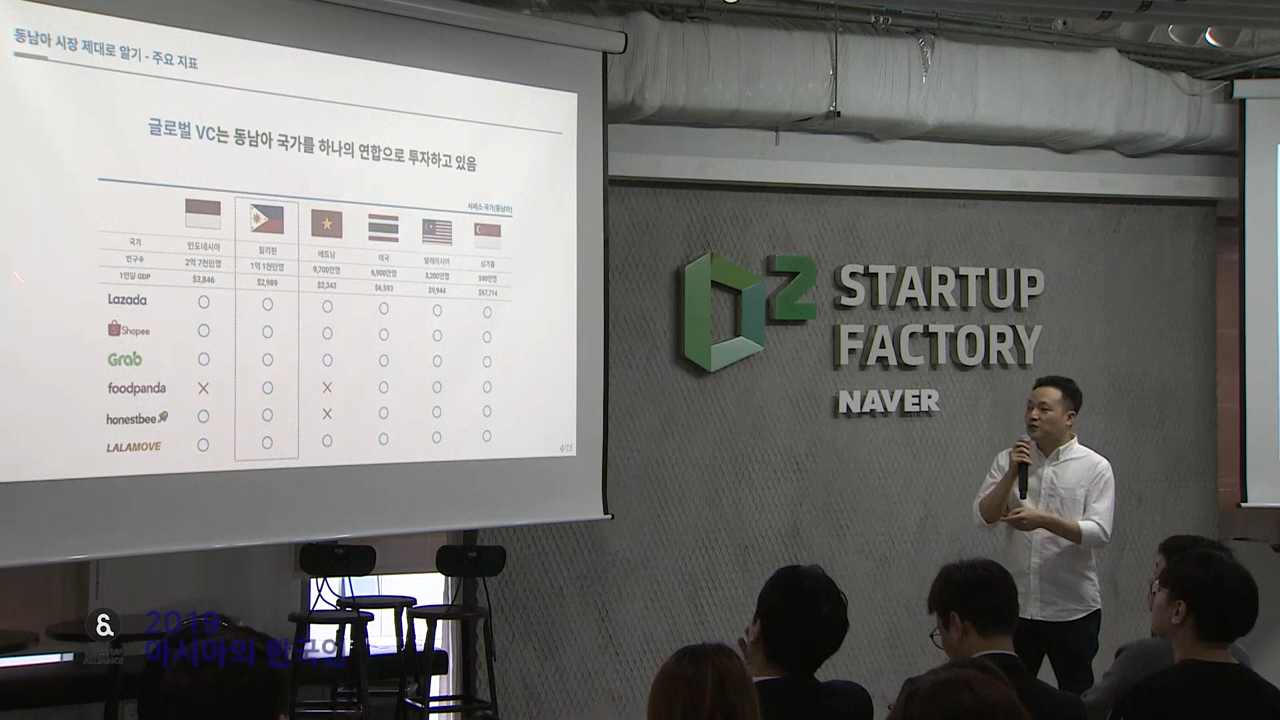 동남아 시장 제대로 알기 - 주요 지표
글로벌 VC는 동남아 국가를 하나의 연합으로 투자하고 있음
서비스 국가(동남아)
국가 인도네시아 필리핀 베트남 태국 말레이시아 싱가폴
인구수 2억 7천만명 1억 1천만명 9,700만명 6,900만명 3,200만명 590만명
1인당 GDP $3,846 $2,989 $2,343 $6,593 $9,944 $57,714
Lazada O O O O O O
Shopee O O O O O O
Grab O O O O O O
foodpanda X O X O O O
honestbee O O X O O O
LALAMOVE O O O O O O
4/15
D2 STARTUP
FACTORY
NAVER
&
ALLIANCE
2019
아시아의 한국인